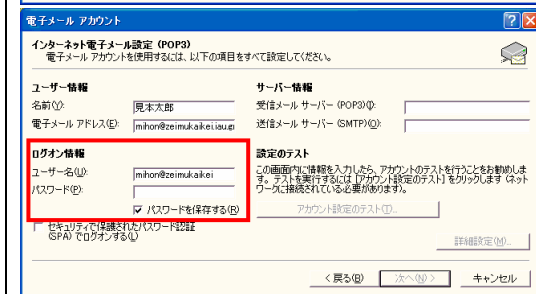 電子メール アカウント
インターネット電子メール設定 (POP3)
電子メール アカウントを使用するには、以下の項目をすべて設定してください。
ユーザー情報
名前(Y):
見本太郎
電子メール アドレス(E):
mihon@zeimukaikei.iau.gr
サーバー情報
受信メール サーバー (POP3)(I):
送信メール サーバー (SMTP)(O):
ログオン情報
ユーザー名(U):
mihon@zeimukaikei
パスワード(P):
パスワードを保存する(R)
セキュリティで保護されたパスワード認証
(SPA) でログオンする(L)
設定のテスト
この画面内に情報を入力したら、アカウントのテストを行うことをお勧めしま
す。テストを実行するには [アカウント設定のテスト] をクリックします (ネット
ワークに接続されている必要があります)。
アカウント設定のテスト(T)...
詳細設定(M)...
< 戻る(B)
次へ(N) >
キャンセル